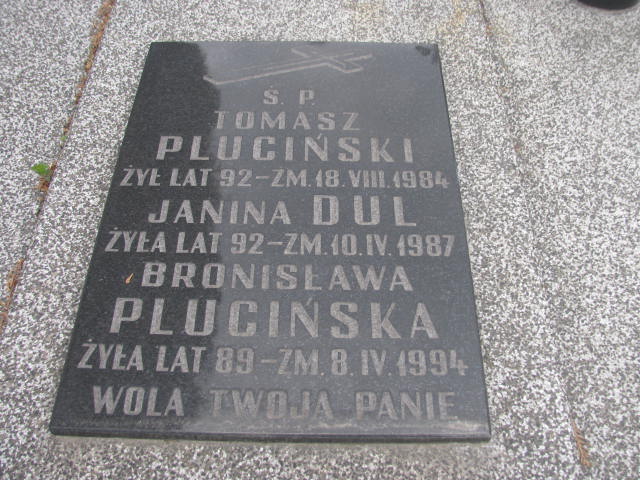 Ś. P.
TOMASZ
PLUCIŃSKI
ŻYŁ LAT 92 – ZM. 18. VIII. 1984
JANINA DUL
ŻYŁA LAT 92 – ZM. 10. IV. 1987
BRONISŁAWA
PLUCIŃSKA
ŻYŁA LAT 89 – ZM. 8. IV. 1994
WOLA TWOJA PANIE